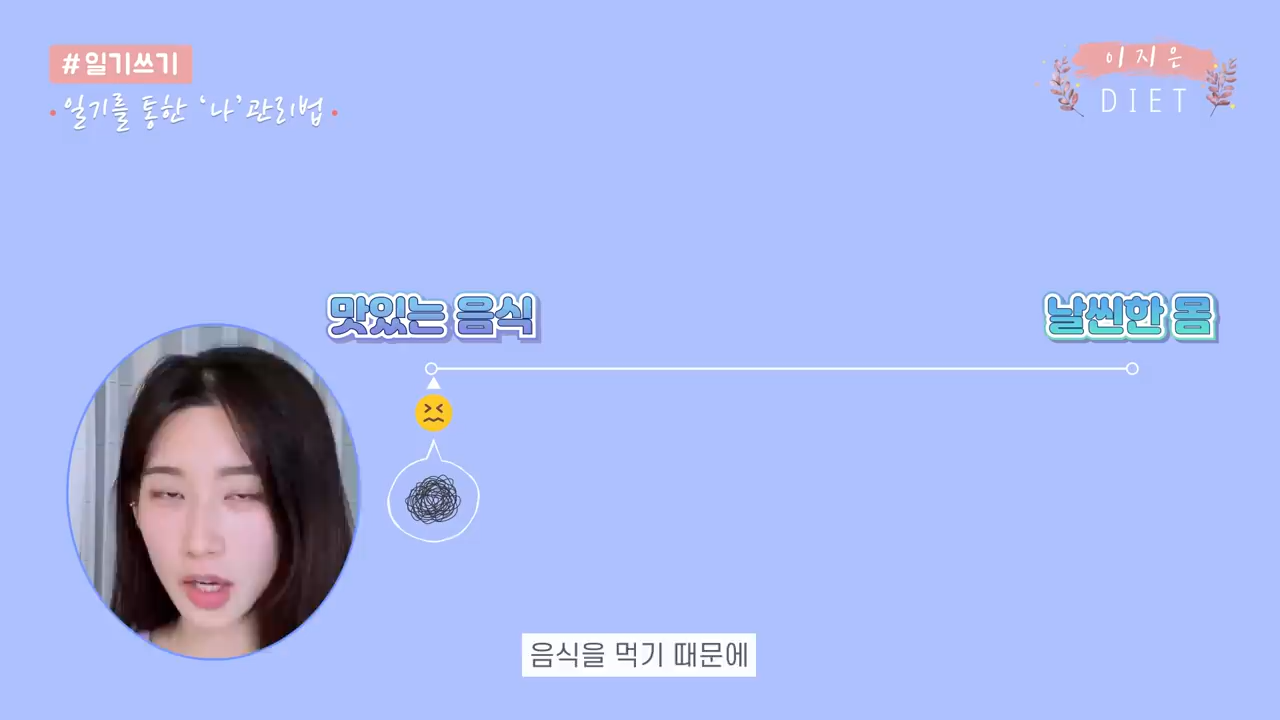 #일기쓰기
일기를 통한 '나'관리법
이지은
DIET
맛있는 음식
날씬한 몸
음식을 먹기 때문에